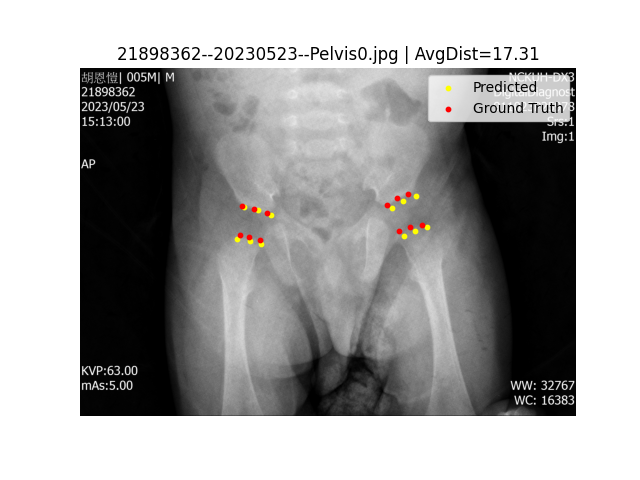 21898362--20230523--Pelvis0.jpg | AvgDist=17.31
胡恩愷| 005M| M
21898362
2023/05/23
15:13:00
AP
NCKUH-DX3
Predicted
Ground Truth
Srs:1
Img:1
KVP:63.00
mAs:5.00
WW: 32767
WC: 16383